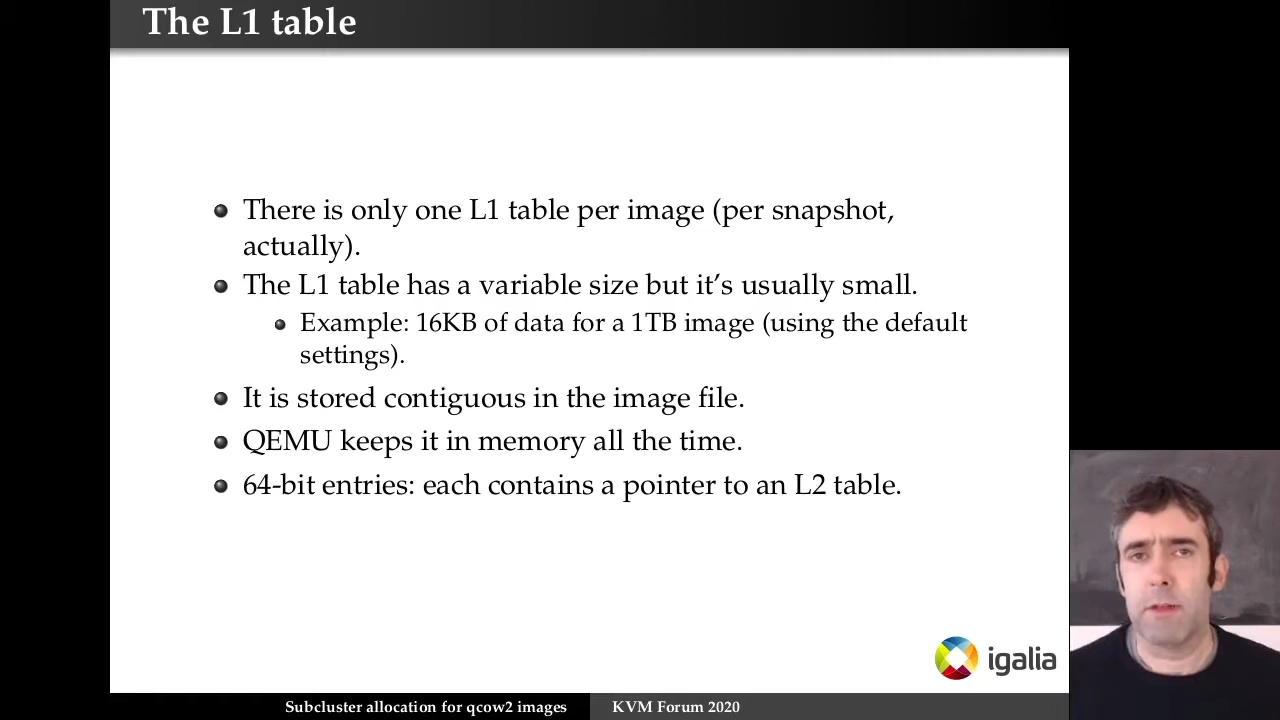 The L1 table
There is only one L1 table per image (per snapshot,
actually).
The L1 table has a variable size but it’s usually small.
Example: 16KB of data for a 1TB image (using the default
settings).
It is stored contiguous in the image file.
QEMU keeps it in memory all the time.
64-bit entries: each contains a pointer to an L2 table.
igalia
Subcluster allocation for qcow2 images KVM Forum 2020